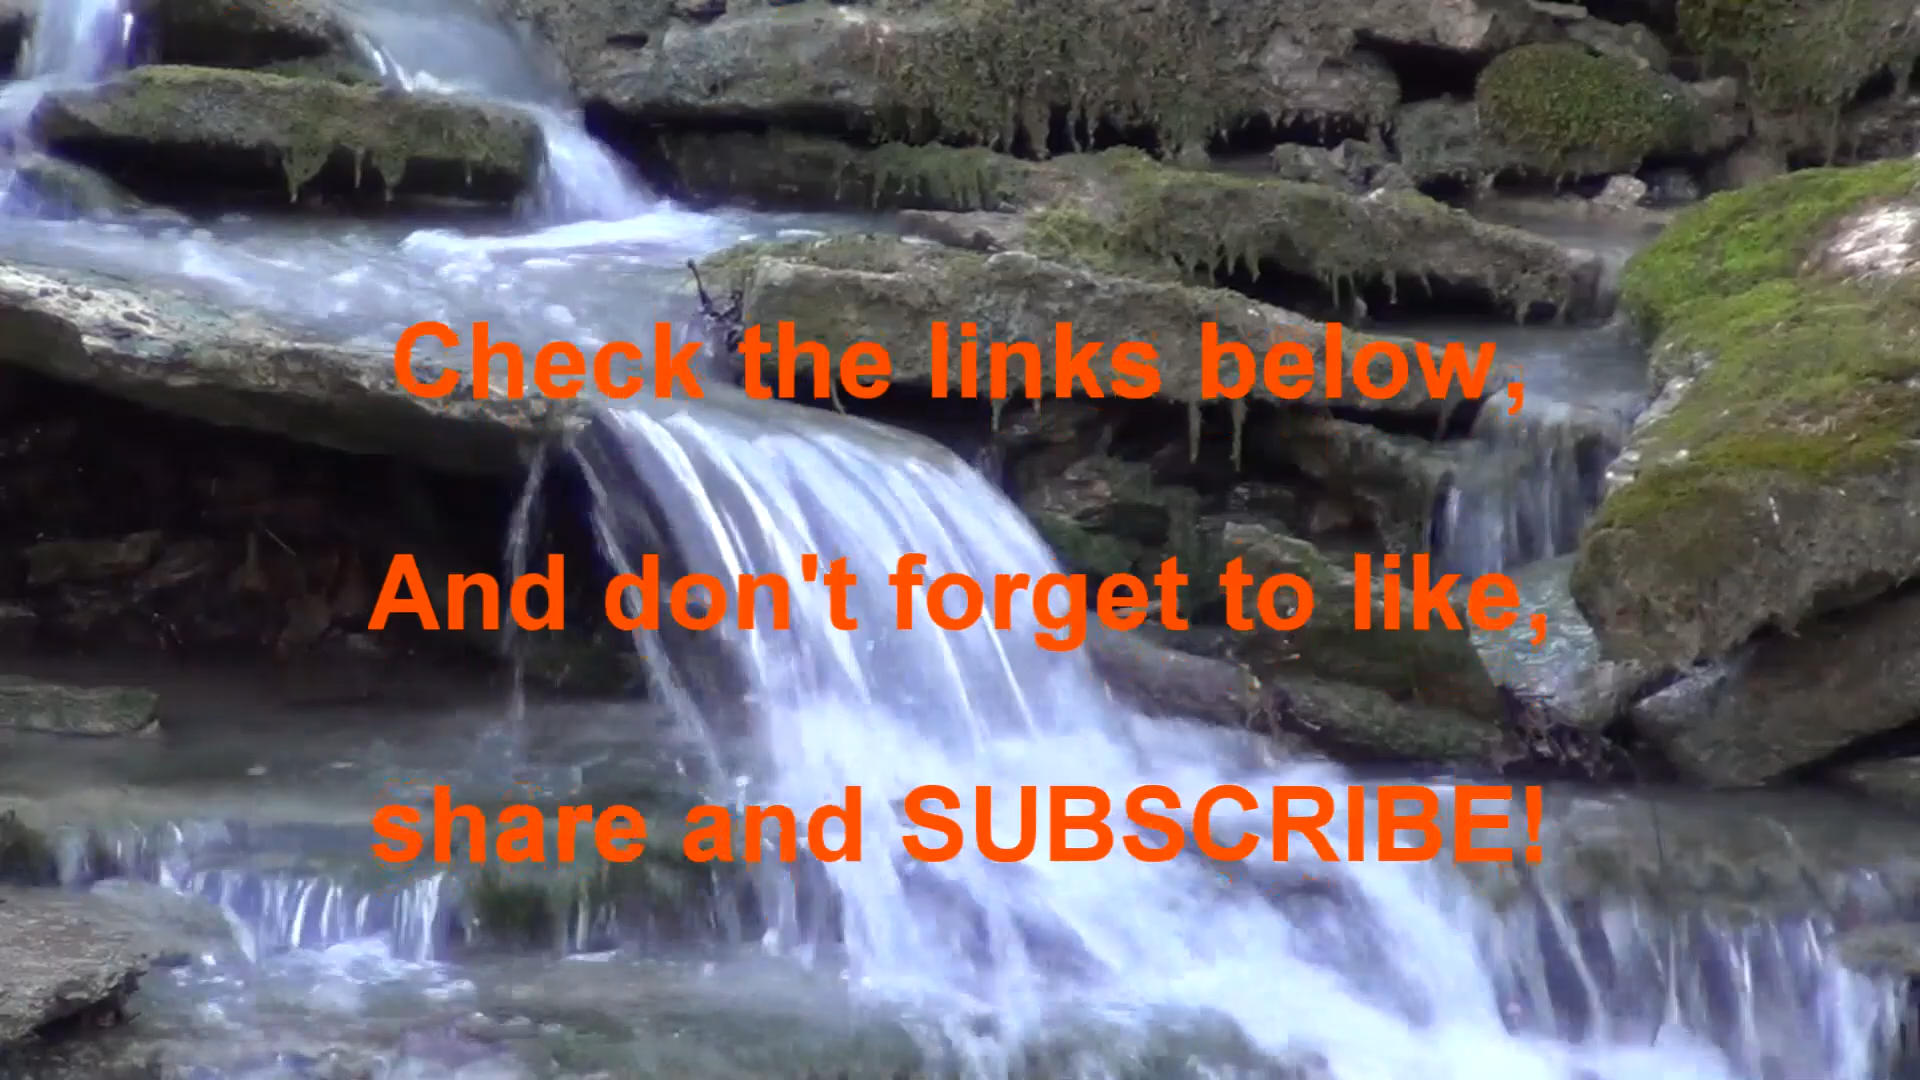 Check the links below,
And don't forget to like,
share and SUBSCRIBE!